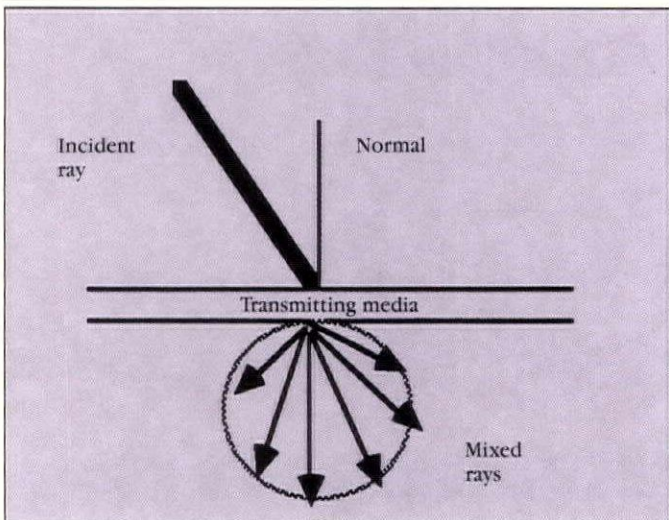 Incident
ray
Normal
Transmitting media
Mixed
rays